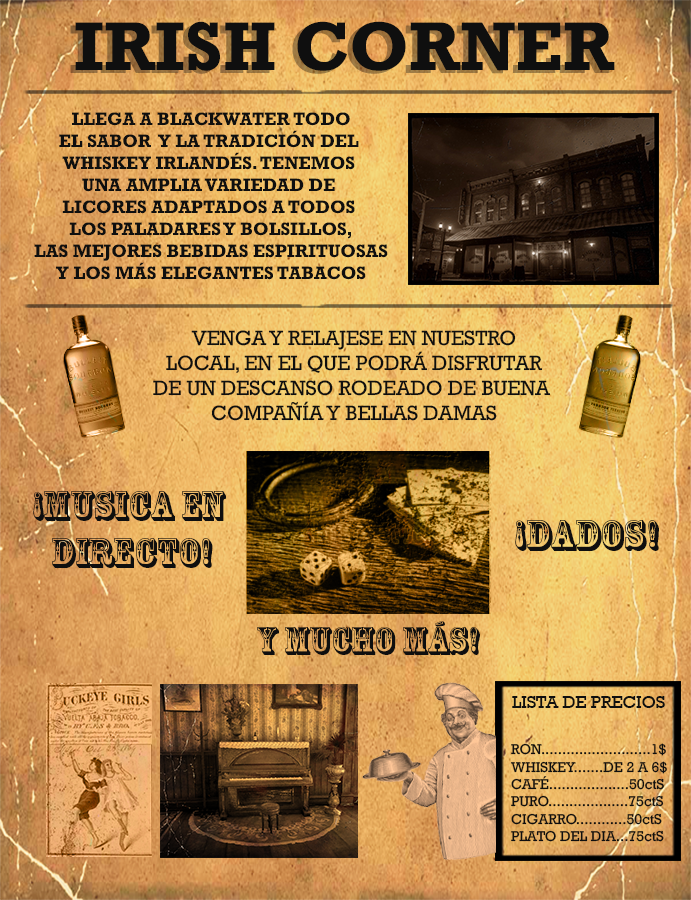 IRISH CORNER
LLEGA A BLACKWATER TODO
EL SABOR Y LA TRADICIÓN DEL
WHISKEY IRLANDÉS. TENEMOS
UNA AMPLIA VARIEDAD DE
LICORES ADAPTADOS A TODOS
LOS PALADARES Y BOLSILLOS,
LAS MEJORES BEBIDAS ESPIRITUOSAS
Y LOS MÁS ELEGANTES TABACOS
VENGA Y RELAJESE EN NUESTRO
LOCAL, EN EL QUE PODRÁ DISFRUTAR
DE UN DESCANSO RODEADO DE BUENA
COMPAÑÍA Y BELLAS DAMAS
¡MUSICA EN
DIRECTO!
¡DADOS!
Y MUCHO MÁS!
UCKEYE GIRLS
VUELTA ABAJA TOBACCO.
LISTA DE PRECIOS
RON...........................1$
WHISKEY.......DE 2 A 6$
CAFÉ....................50ctS
PURO....................75ctS
CIGARRO............50ctS
PLATO DEL DIA...75ctS